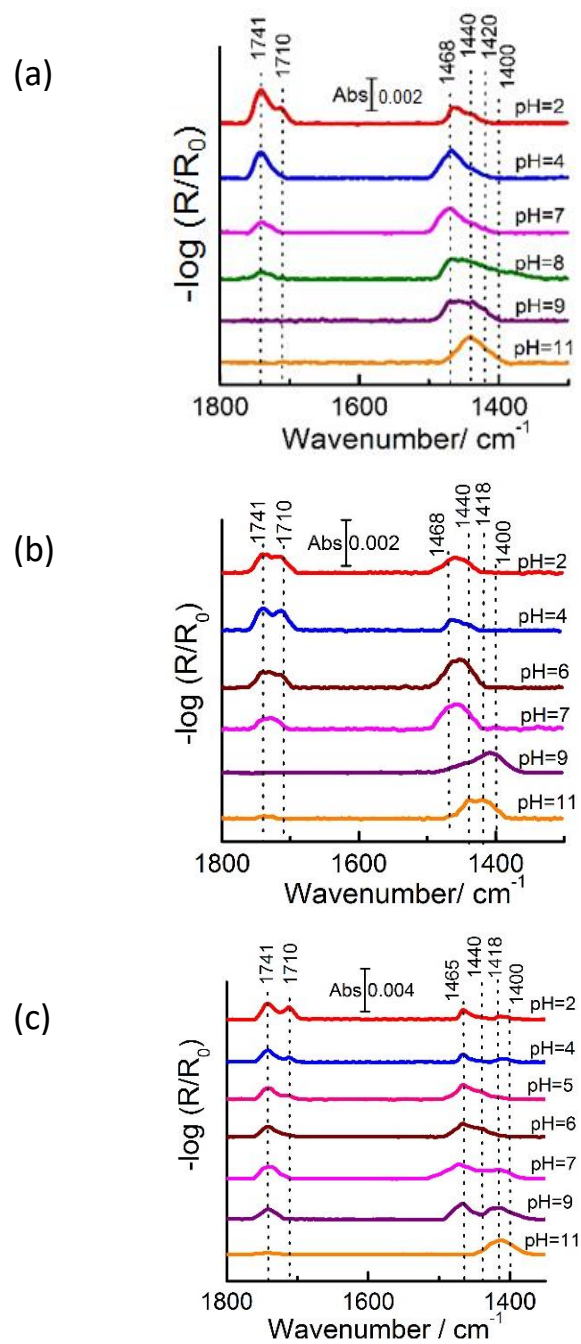 (a)
1741
1710
Abs 0.002
1468
1440
1420
1400
pH=2
pH=4
pH=7
pH=8
pH=9
pH=11
-log (R/R₀)
1800 1600 1400
Wavenumber/ cm⁻¹
(b)
1741
1710
Abs 0.002
1468
1440
1418
1400
pH=2
pH=4
pH=6
pH=7
pH=9
pH=11
-log (R/R₀)
1800 1600 1400
Wavenumber/ cm⁻¹
(c)
1741
1710
Abs 0.004
1465
1440
1418
1400
pH=2
pH=4
pH=5
pH=6
pH=7
pH=9
pH=11
-log (R/R₀)
1800 1600 1400
Wavenumber / cm⁻¹